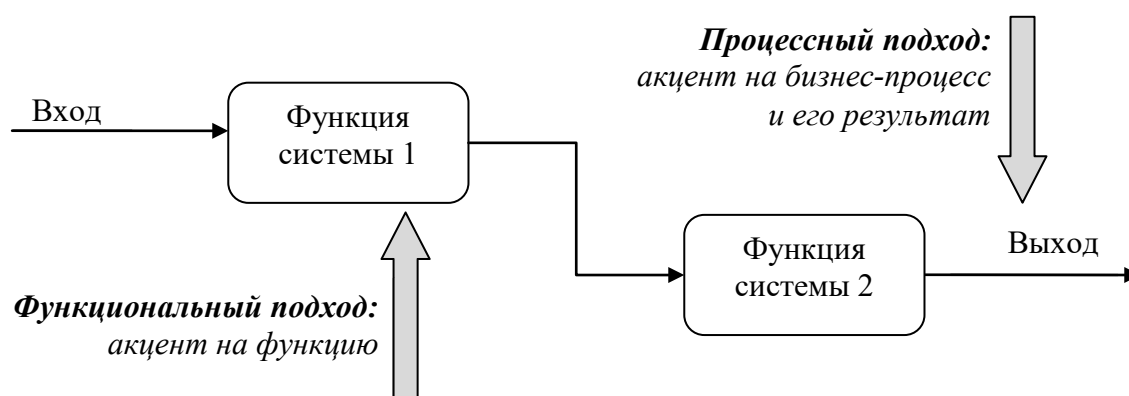 Процессный подход:
акцент на бизнес-процесс
и его результат
Вход
Функция
системы 1
Функция
системы 2
Выход
Функциональный подход:
акцент на функцию